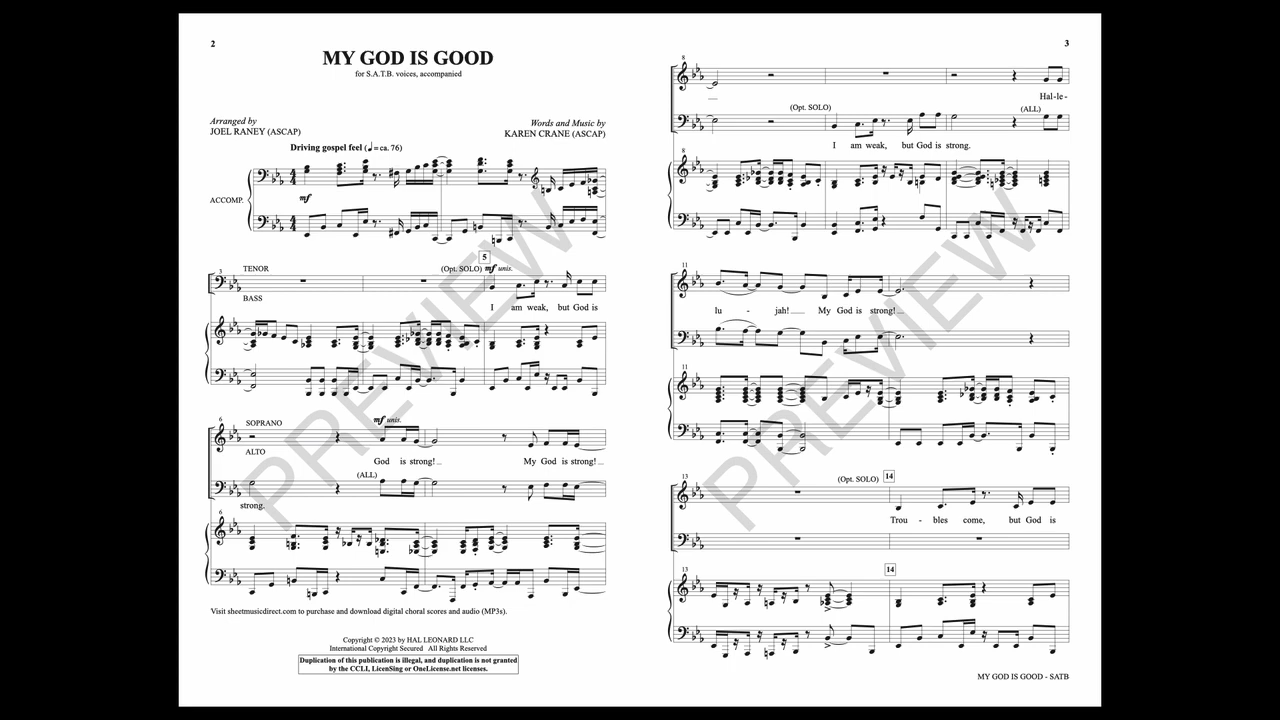 2
MY GOD IS GOOD
for S.A.T.B. voices, accompanied
Arranged by
JOEL RANEY (ASCAP)
Words and Music by
KAREN CRANE (ASCAP)
Driving gospel feel (♩ = ca. 76)
ACCOMP.
mf
3
TENOR
BASS
(Opt. SOLO)
5
mf unis.
I am weak, but God is
6
SOPRANO
ALTO
mf unis.
God is strong! My God is strong!
(ALL)
strong.
6
Visit sheetmusicdirect.com to purchase and download digital choral scores and audio (MP3s).
Copyright © 2023 by HAL LEONARD LLC
International Copyright Secured All Rights Reserved
Duplication of this publication is illegal, and duplication is not granted
by the CCLI, LicenSing or OneLicense.net licenses.
PREVIEW
3
8
Hal-le-
(Opt. SOLO)
(ALL)
I am weak, but God is strong.
8
11
lu - jah! My God is strong!
11
13
(Opt. SOLO)
14
Trou - bles come, but God is
13
14
MY GOD IS GOOD - SATB
PREVIEW